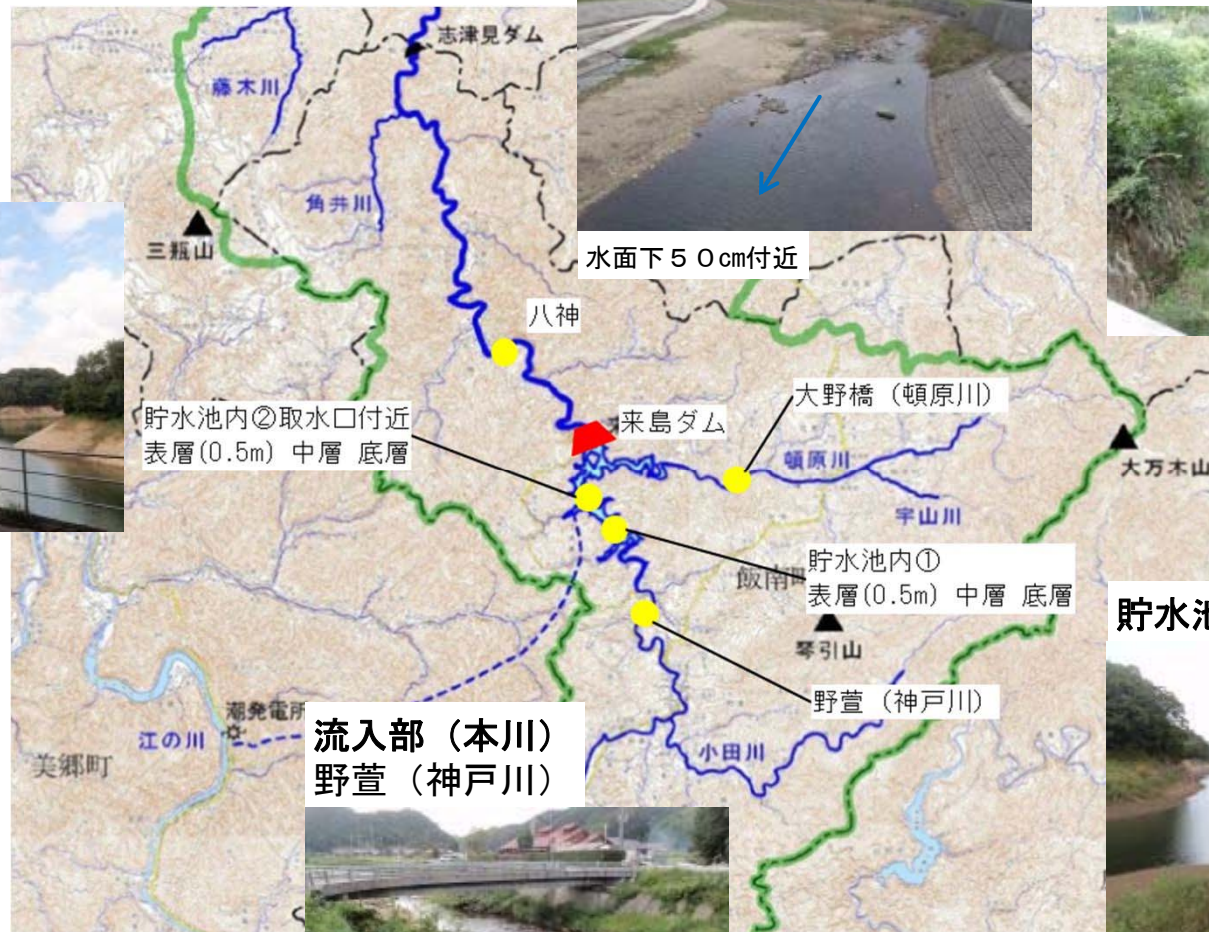 志津見ダム
藤木川
角井川
三瓶山
水面下５０cm付近
八神
貯水池内②取水口付近
表層(0.5m) 中層 底層
来島ダム
大野橋（頓原川）
頓原川
大万木山
宇山川
貯水池内①
飯南町
表層(0.5m) 中層 底層
貯水池
琴引山
野萱（神戸川）
潮発電所
江の川
美郷町
小田川
流入部（本川）
野萱（神戸川）